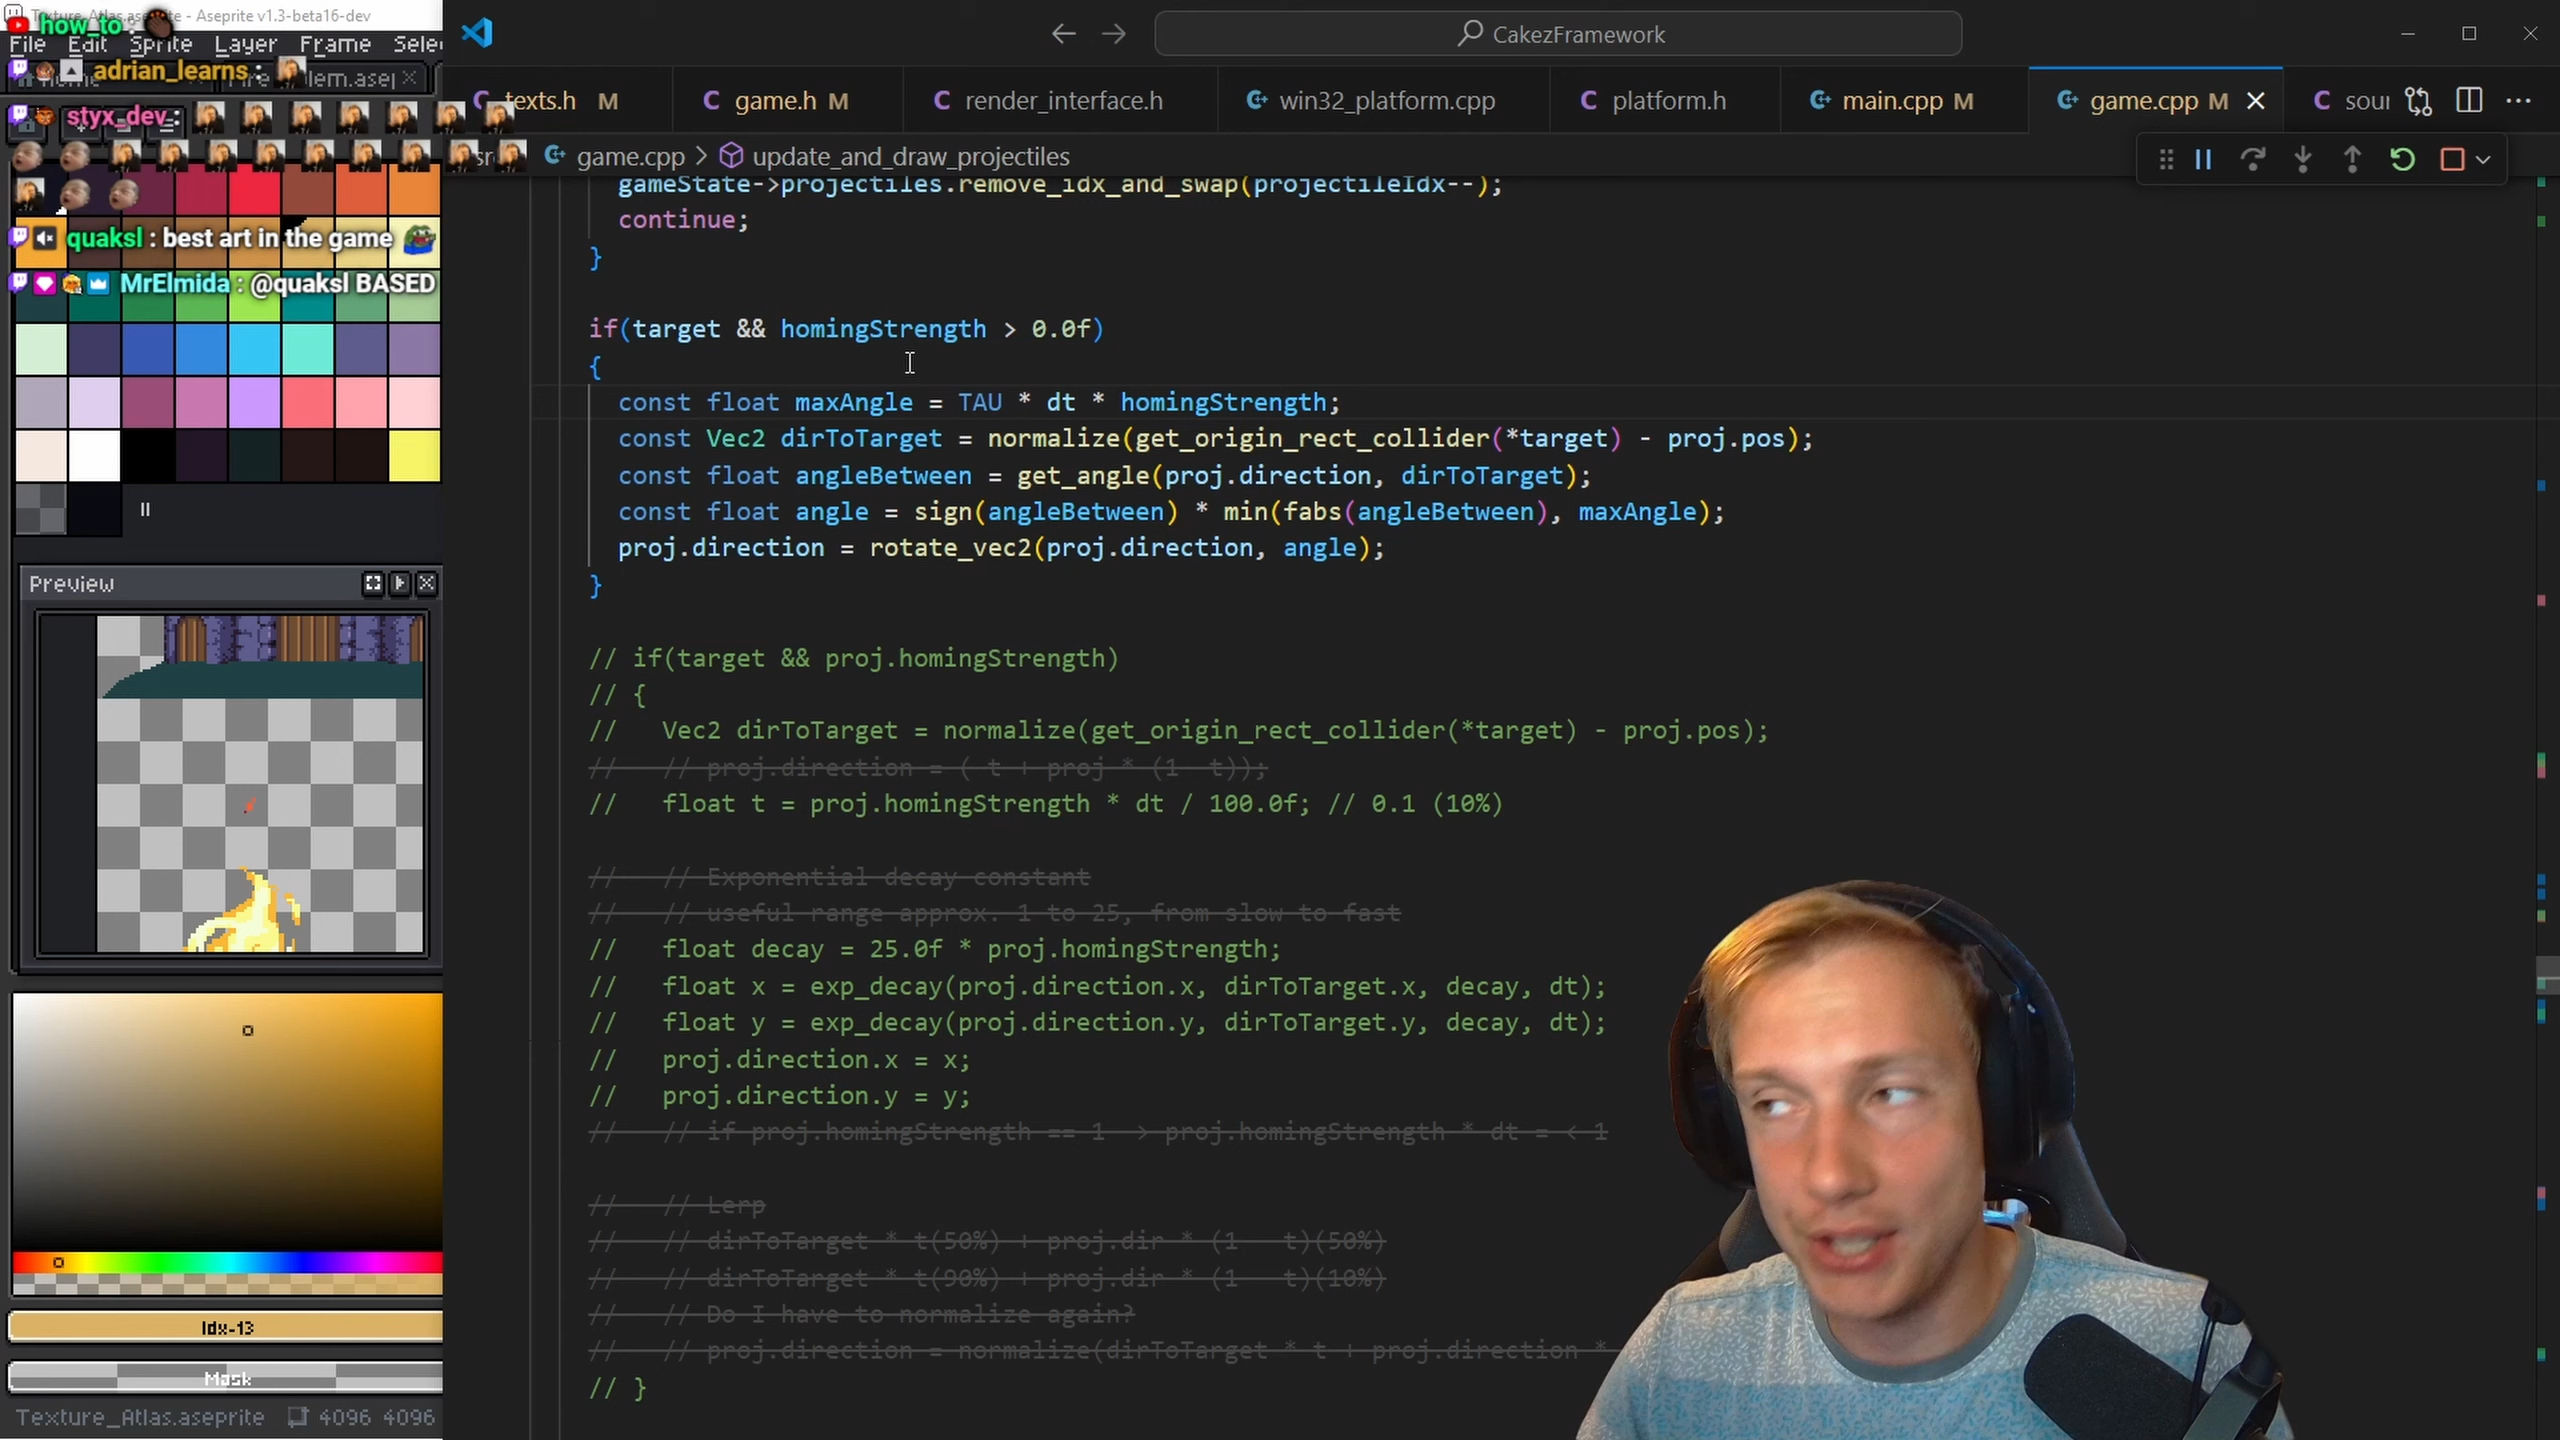 Texture_Atlas.aseprite - Aseprite v1.3-beta16-dev
how_to :
File Edit Sprite Layer Frame
adrian_learns :
styx_dev :
quaksl : best art in the game
MrElmida : @quaksl BASED
Preview
Idx-13
Mask
Texture_Atlas.aseprite 4096 4096
CakezFramework
texts.h M
game.h M
render_interface.h
win32_platform.cpp
platform.h
main.cpp M
game.cpp M
game.cpp > update_and_draw_projectiles
gameState->projectiles.remove_idx_and_swap(projectileIdx--);
continue;
}
if(target && homingStrength > 0.0f)
{
const float maxAngle = TAU * dt * homingStrength;
const Vec2 dirToTarget = normalize(get_origin_rect_collider(*target) - proj.pos);
const float angleBetween = get_angle(proj.direction, dirToTarget);
const float angle = sign(angleBetween) * min(fabs(angleBetween), maxAngle);
proj.direction = rotate_vec2(proj.direction, angle);
}
// if(target && proj.homingStrength)
// {
//   Vec2 dirToTarget = normalize(get_origin_rect_collider(*target) - proj.pos);
//   // proj.direction = ( t + proj * (1 - t));
//   float t = proj.homingStrength * dt / 100.0f; // 0.1 (10%)
//   // Exponential decay constant
//   // useful range approx. 1 to 25, from slow to fast
//   float decay = 25.0f * proj.homingStrength;
//   float x = exp_decay(proj.direction.x, dirToTarget.x, decay, dt);
//   float y = exp_decay(proj.direction.y, dirToTarget.y, decay, dt);
//   proj.direction.x = x;
//   proj.direction.y = y;
//   // if proj.homingStrength == 1 -> proj.homingStrength * dt = < 1
//   // Lerp
//   // dirToTarget * t(50%) + proj.dir * (1 - t)(50%)
//   // dirToTarget * t(90%) + proj.dir * (1 - t)(10%)
//   // Do I have to normalize again?
//   // proj.direction = normalize(dirToTarget * t + proj.direction *
// }